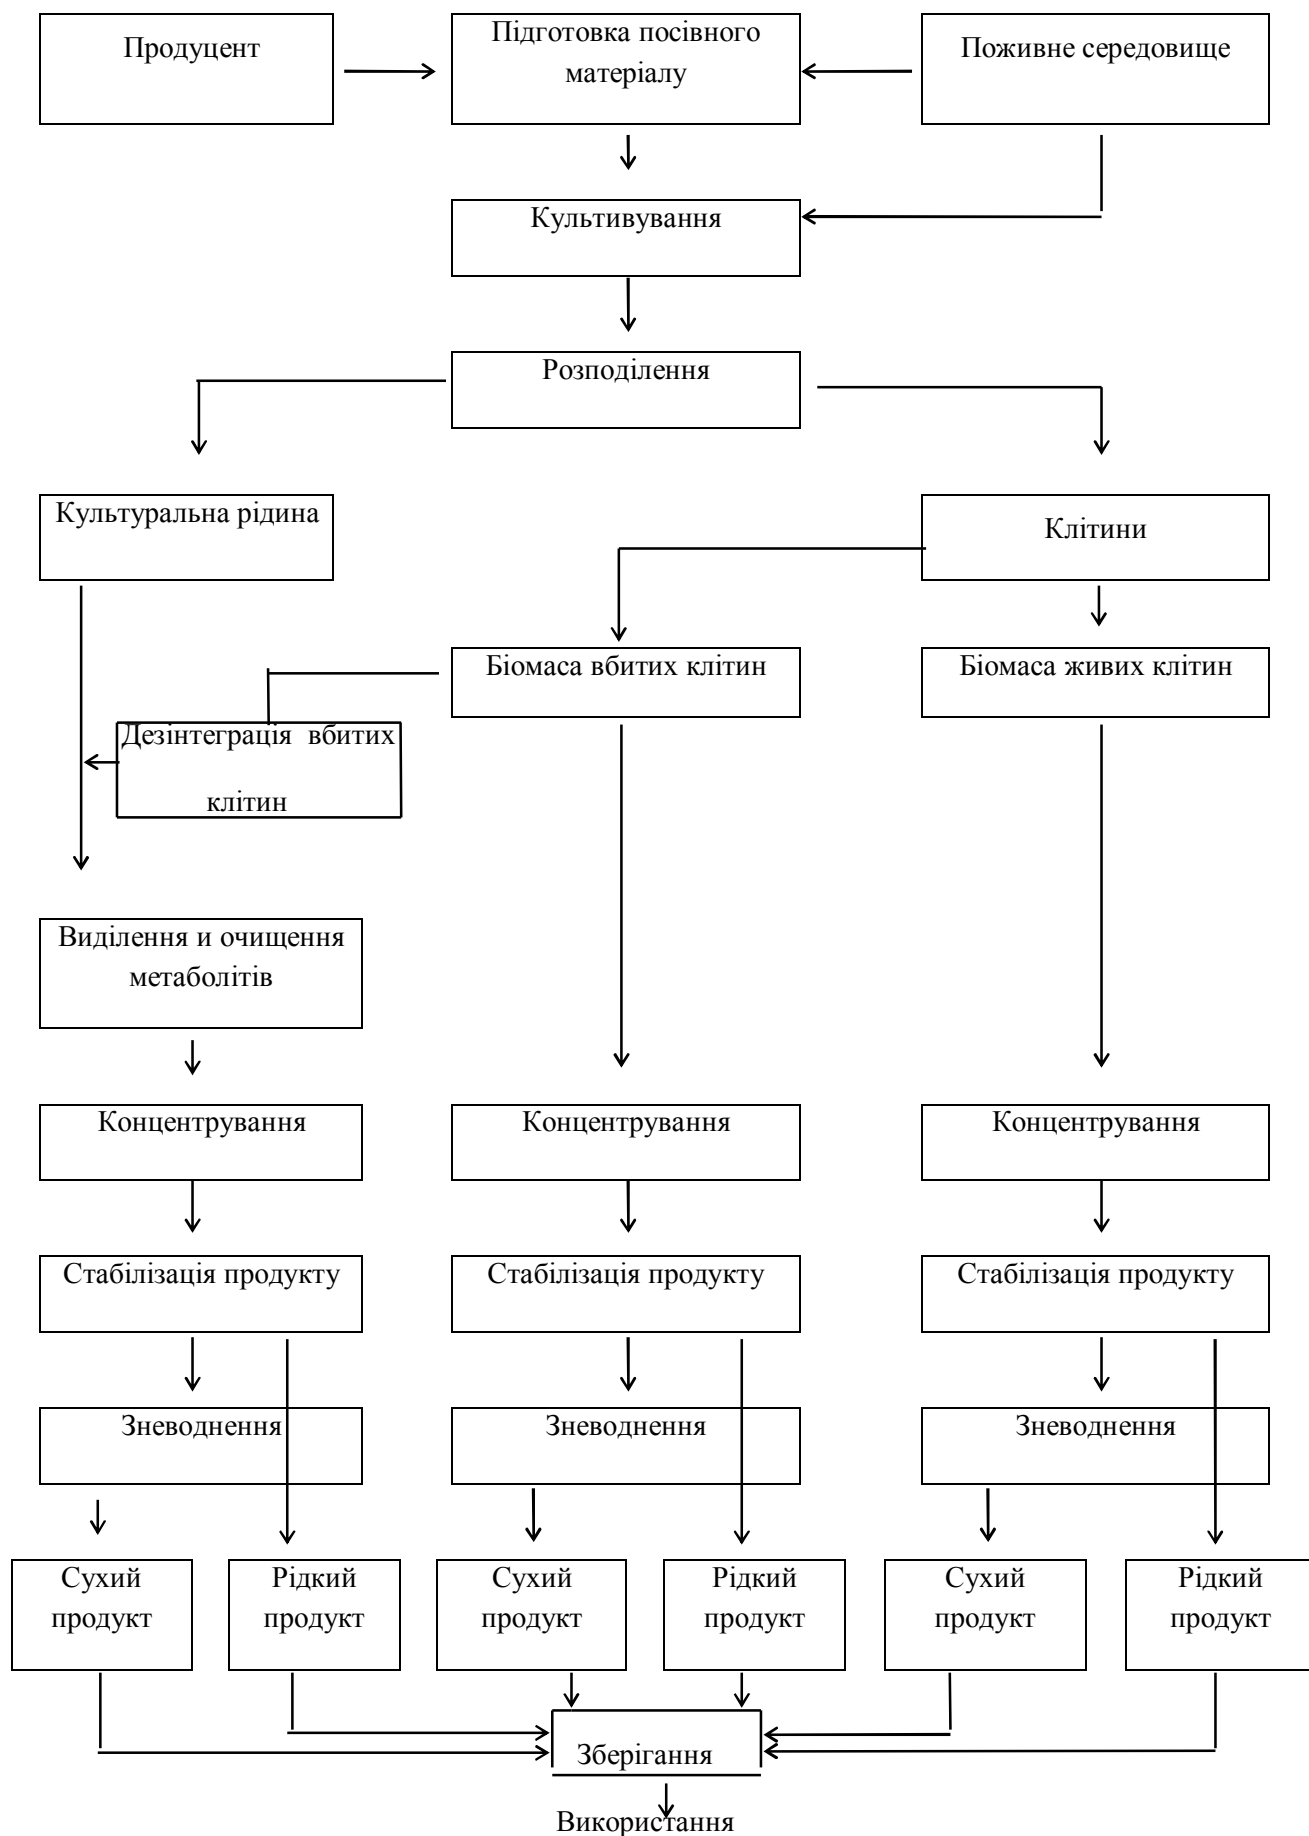 Продуцент
Підготовка посівного
матеріалу
Поживне середовище
Культивування
Розподілення
Культуральна рідина
Клітини
Біомаса вбитих клітин
Біомаса живих клітин
Дезінтеграція вбитих
клітин
Виділення и очищення
метаболітів
Концентрування
Концентрування
Концентрування
Стабілізація продукту
Стабілізація продукту
Стабілізація продукту
Зневоднення
Зневоднення
Зневоднення
Сухий
продукт
Рідкий
продукт
Сухий
продукт
Рідкий
продукт
Сухий
продукт
Рідкий
продукт
Зберігання
Використання